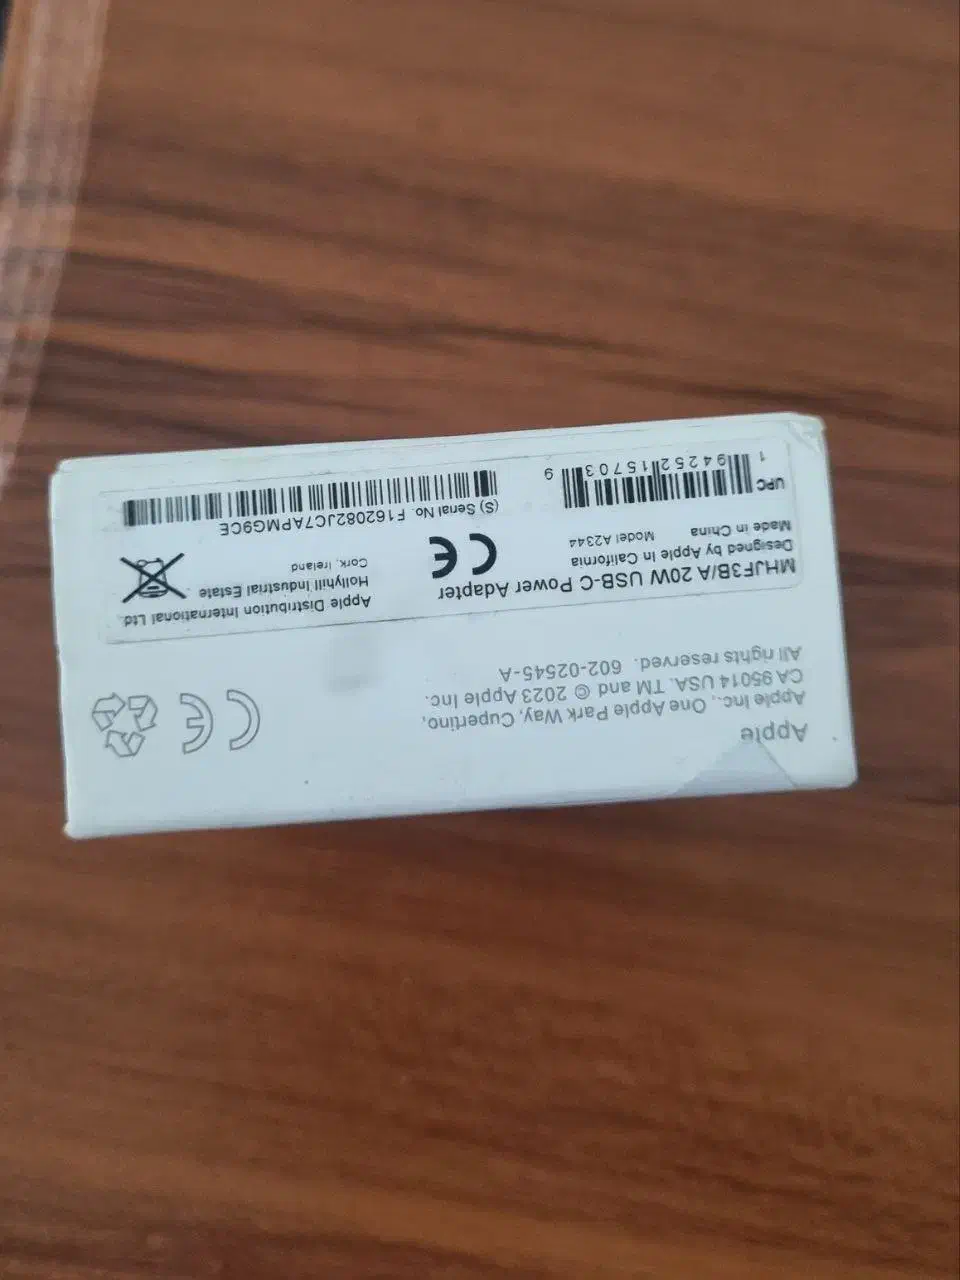 Apple
Apple Inc., One Apple Park Way, Cupertino,
CA 95014 USA. TM and © 2023 Apple Inc.
All rights reserved. 602-02545-A
MHJF3B/A 20W USB-C Power Adapter
Designed by Apple in California
Made in China Model A2344
UPC
1 94252 15703 9
(S) Serial No. F162082JC7APMG9CE
Apple Distribution International Ltd.
Hollyhill Industrial Estate
Cork, Ireland
CE
CE